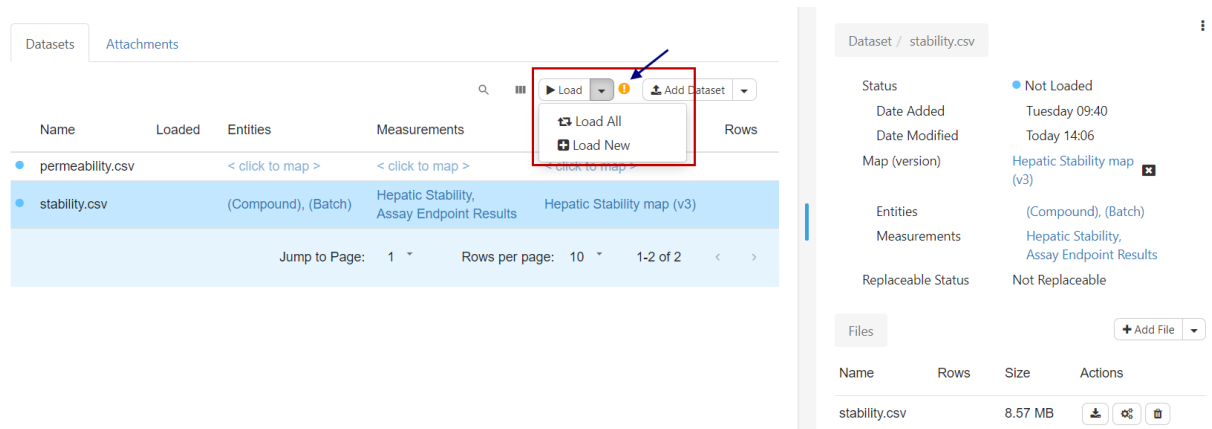 Datasets
Attachments
Load
Add Dataset
Load All
Load New
Name Loaded Entities Measurements Rows
permeability.csv < click to map > < click to map > < click to map >
stability.csv (Compound), (Batch) Hepatic Stability, Hepatic Stability map (v3)
Assay Endpoint Results
Jump to Page: 1 Rows per page: 10 1-2 of 2 < >
Dataset / stability.csv
Status Not Loaded
Date Added Tuesday 09:40
Date Modified Today 14:06
Map (version) Hepatic Stability map
(v3)
Entities (Compound), (Batch)
Measurements Hepatic Stability,
Assay Endpoint Results
Replaceable Status Not Replaceable
Files
Add File
Name Rows Size Actions
stability.csv 8.57 MB